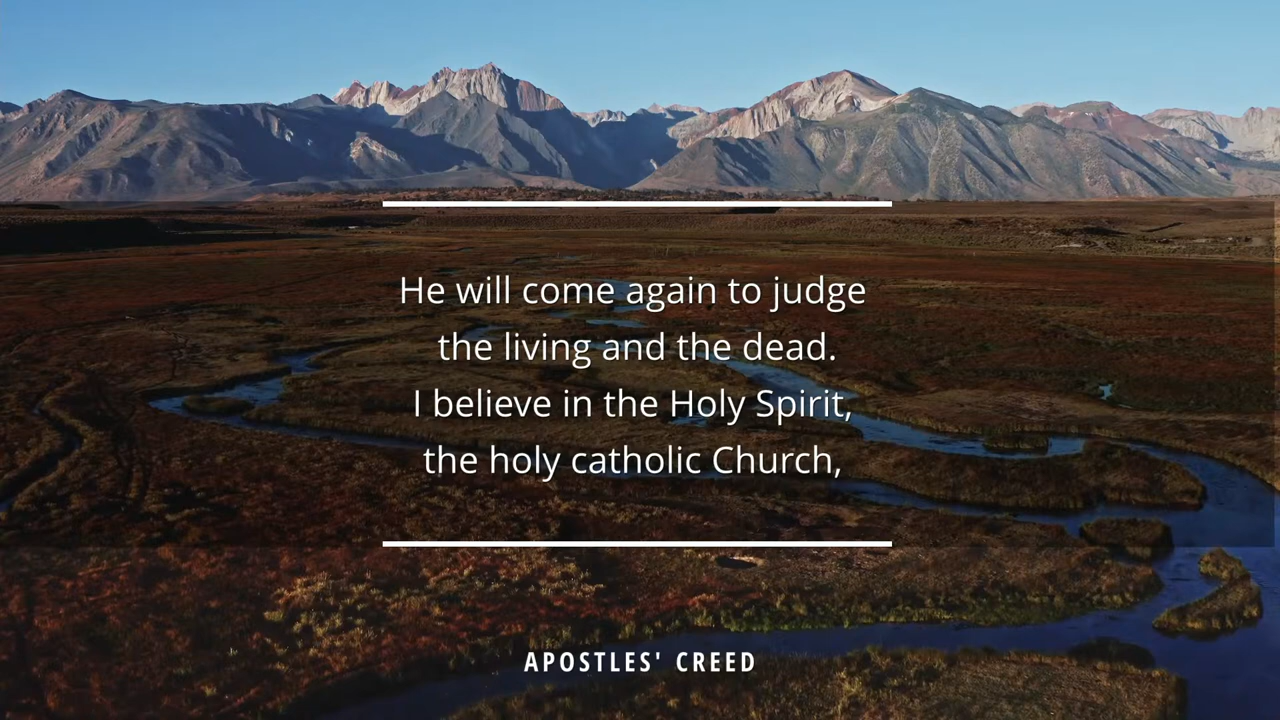 He will come again to judge
the living and the dead.
I believe in the Holy Spirit,
the holy catholic Church,
APOSTLES' CREED